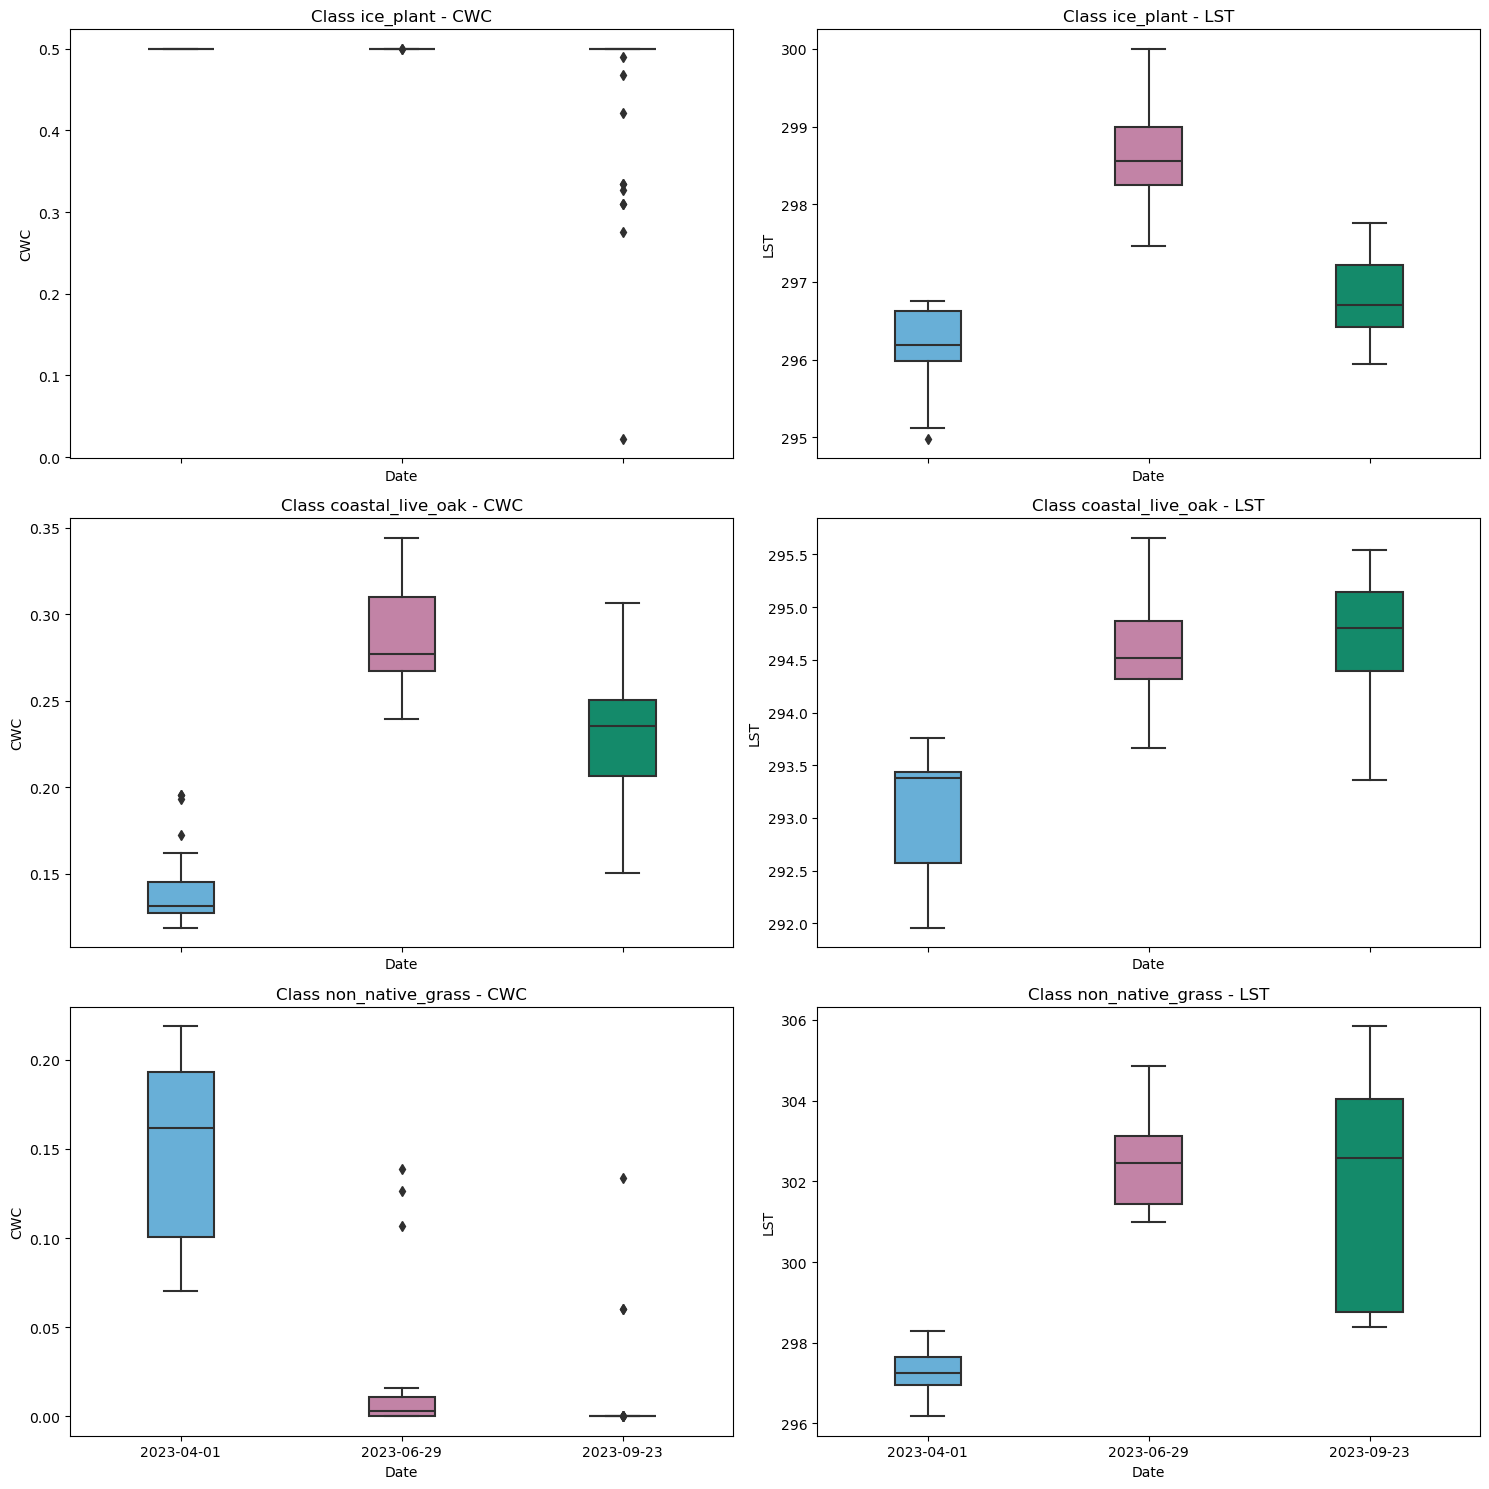 Class ice_plant - CWC
0.5
0.4
0.3
0.2
0.1
0.0
CWC
Date
Class ice_plant - LST
300
299
298
297
296
295
LST
Date
Class coastal_live_oak - CWC
0.35
0.30
0.25
0.20
0.15
CWC
Date
Class coastal_live_oak - LST
295.5
295.0
294.5
294.0
293.5
293.0
292.5
292.0
LST
Date
Class non_native_grass - CWC
0.20
0.15
0.10
0.05
0.00
CWC
2023-04-01 2023-06-29 2023-09-23
Date
Class non_native_grass - LST
306
304
302
300
298
296
LST
2023-04-01 2023-06-29 2023-09-23
Date